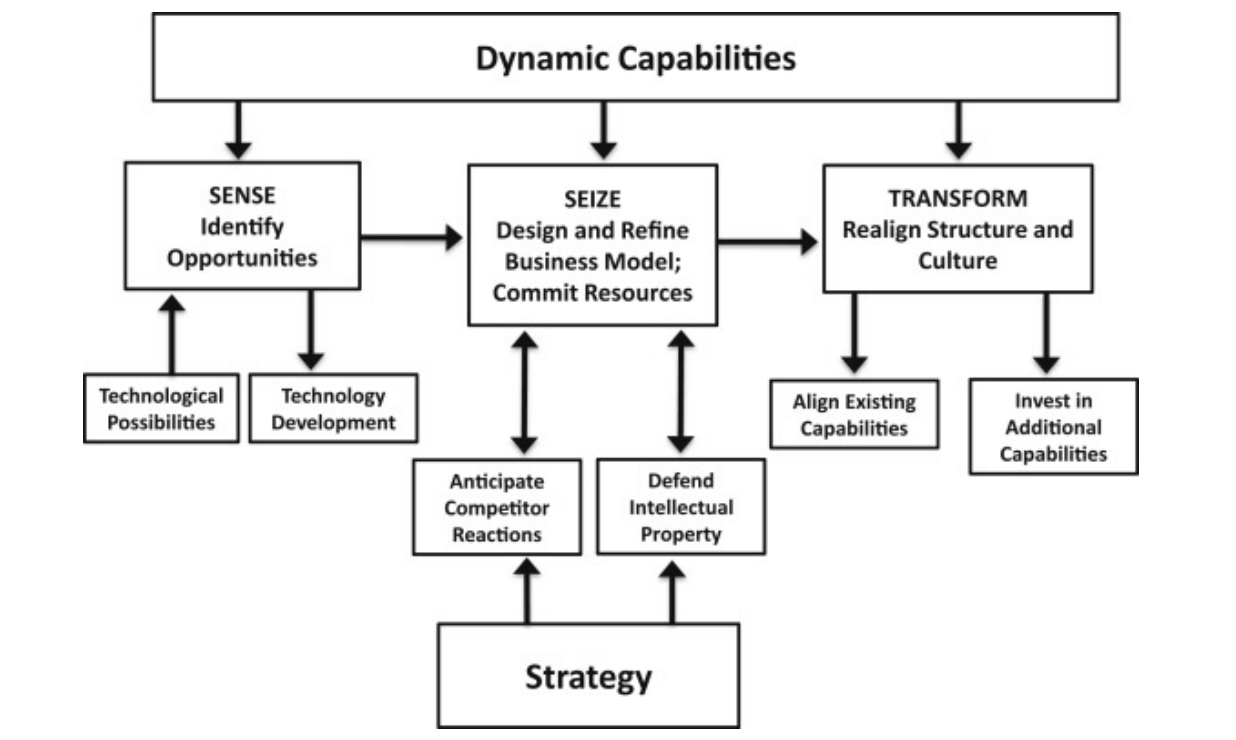 Dynamic Capabilities
SENSE
Identify
Opportunities
SEIZE
Design and Refine
Business Model;
Commit Resources
TRANSFORM
Realign Structure and
Culture
Technological
Possibilities
Technology
Development
Align Existing
Capabilities
Invest in
Additional
Capabilities
Anticipate
Competitor
Reactions
Defend
Intellectual
Property
Strategy